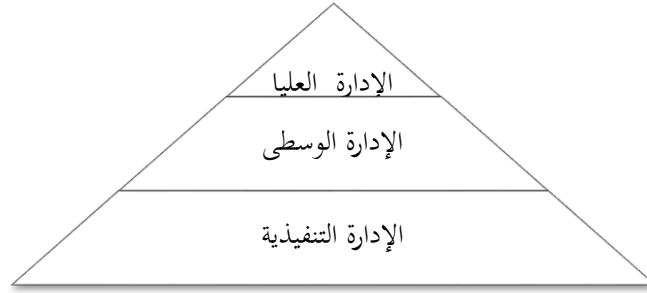 الإدارة العليا
الإدارة الوسطى
الإدارة التنفيذية